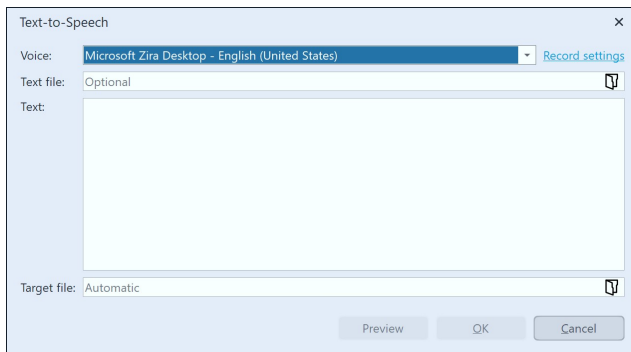 Text-to-Speech
Voice: Microsoft Zira Desktop - English (United States) Record settings
Text file: Optional
Text:
Target file: Automatic
Preview OK Cancel